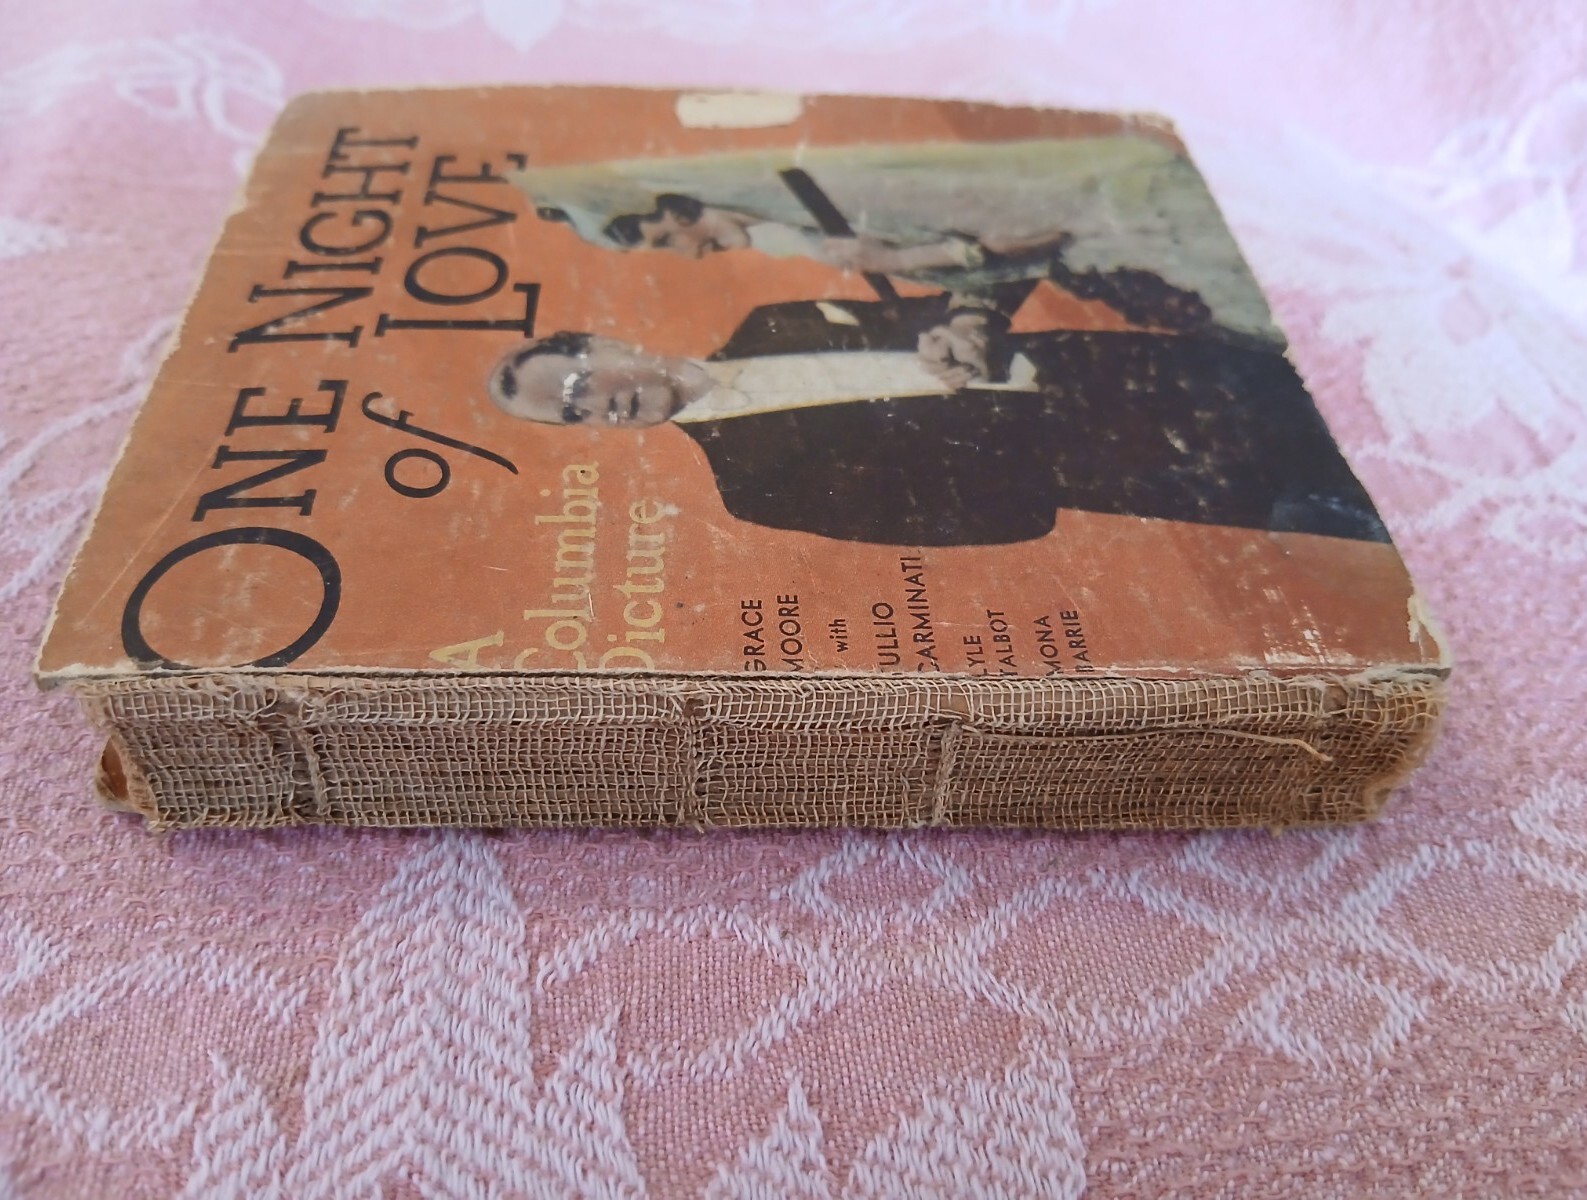 ONE NIGHT
of LOVE
A
Columbia
Picture
GRACE
MOORE
with
TULLIO
CARMINATI
LYLE
TALBOT
MONA
BARRIE